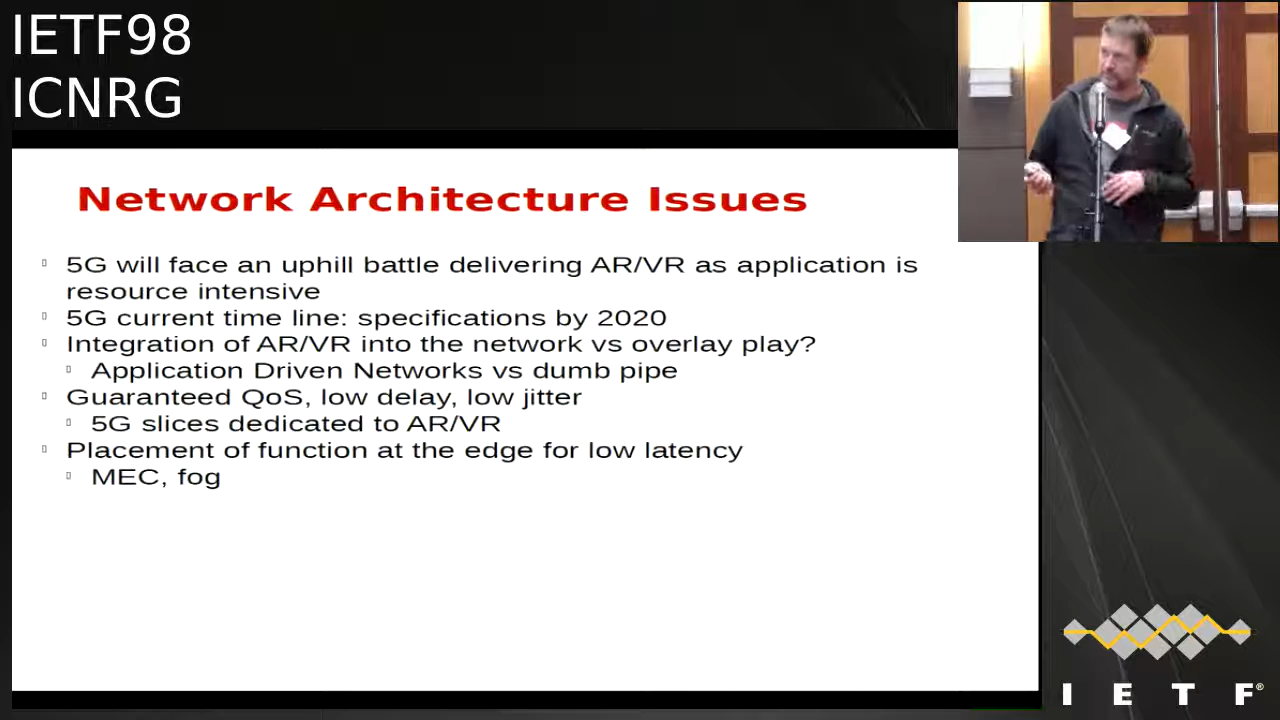 IETF98
ICNRG
Network Architecture Issues
5G will face an uphill battle delivering AR/VR as application is
resource intensive
5G current time line: specifications by 2020
Integration of AR/VR into the network vs overlay play?
Application Driven Networks vs dumb pipe
Guaranteed QoS, low delay, low jitter
5G slices dedicated to AR/VR
Placement of function at the edge for low latency
MEC, fog
I E T F®